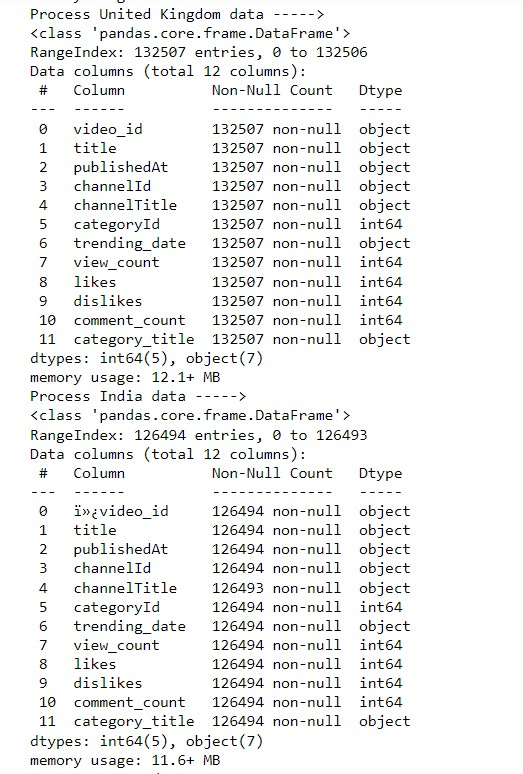 Process United Kingdom data ----->
<class 'pandas.core.frame.DataFrame'>
RangeIndex: 132507 entries, 0 to 132506
Data columns (total 12 columns):
 #   Column          Non-Null Count   Dtype
---  ------          --------------   -----
 0   video_id        132507 non-null  object
 1   title           132507 non-null  object
 2   publishedAt     132507 non-null  object
 3   channelId       132507 non-null  object
 4   channelTitle    132507 non-null  object
 5   categoryId      132507 non-null  int64
 6   trending_date   132507 non-null  object
 7   view_count      132507 non-null  int64
 8   likes           132507 non-null  int64
 9   dislikes        132507 non-null  int64
 10  comment_count   132507 non-null  int64
 11  category_title  132507 non-null  object
dtypes: int64(5), object(7)
memory usage: 12.1+ MB
Process India data ----->
<class 'pandas.core.frame.DataFrame'>
RangeIndex: 126494 entries, 0 to 126493
Data columns (total 12 columns):
 #   Column          Non-Null Count   Dtype
---  ------          --------------   -----
 0   ï»¿video_id     126494 non-null  object
 1   title           126494 non-null  object
 2   publishedAt     126494 non-null  object
 3   channelId       126494 non-null  object
 4   channelTitle    126493 non-null  object
 5   categoryId      126494 non-null  int64
 6   trending_date   126494 non-null  object
 7   view_count      126494 non-null  int64
 8   likes           126494 non-null  int64
 9   dislikes        126494 non-null  int64
 10  comment_count   126494 non-null  int64
 11  category_title  126494 non-null  object
dtypes: int64(5), object(7)
memory usage: 11.6+ MB